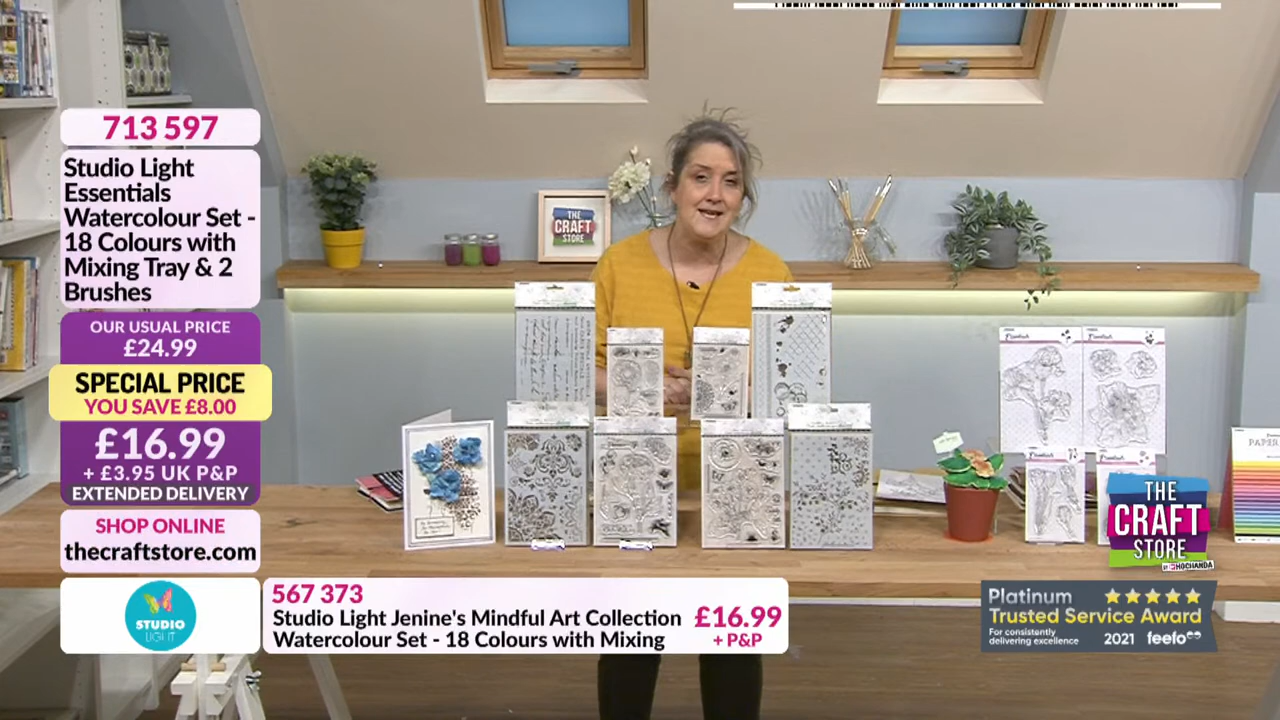 713 597
Studio Light
Essentials
Watercolour Set -
18 Colours with
Mixing Tray & 2
Brushes
OUR USUAL PRICE
£24.99
SPECIAL PRICE
YOU SAVE £8.00
£16.99
+ £3.95 UK P&P
EXTENDED DELIVERY
SHOP ONLINE
thecraftstore.com
STUDIO
LIGHT
567 373
Studio Light Jenine's Mindful Art Collection
Watercolour Set - 18 Colours with Mixing
£16.99
+ P&P
THE
CRAFT
STORE
THE
CRAFT
STORE
BY HOCHANDA
Platinum
Trusted Service Award
For consistently
delivering excellence
2021 feefo